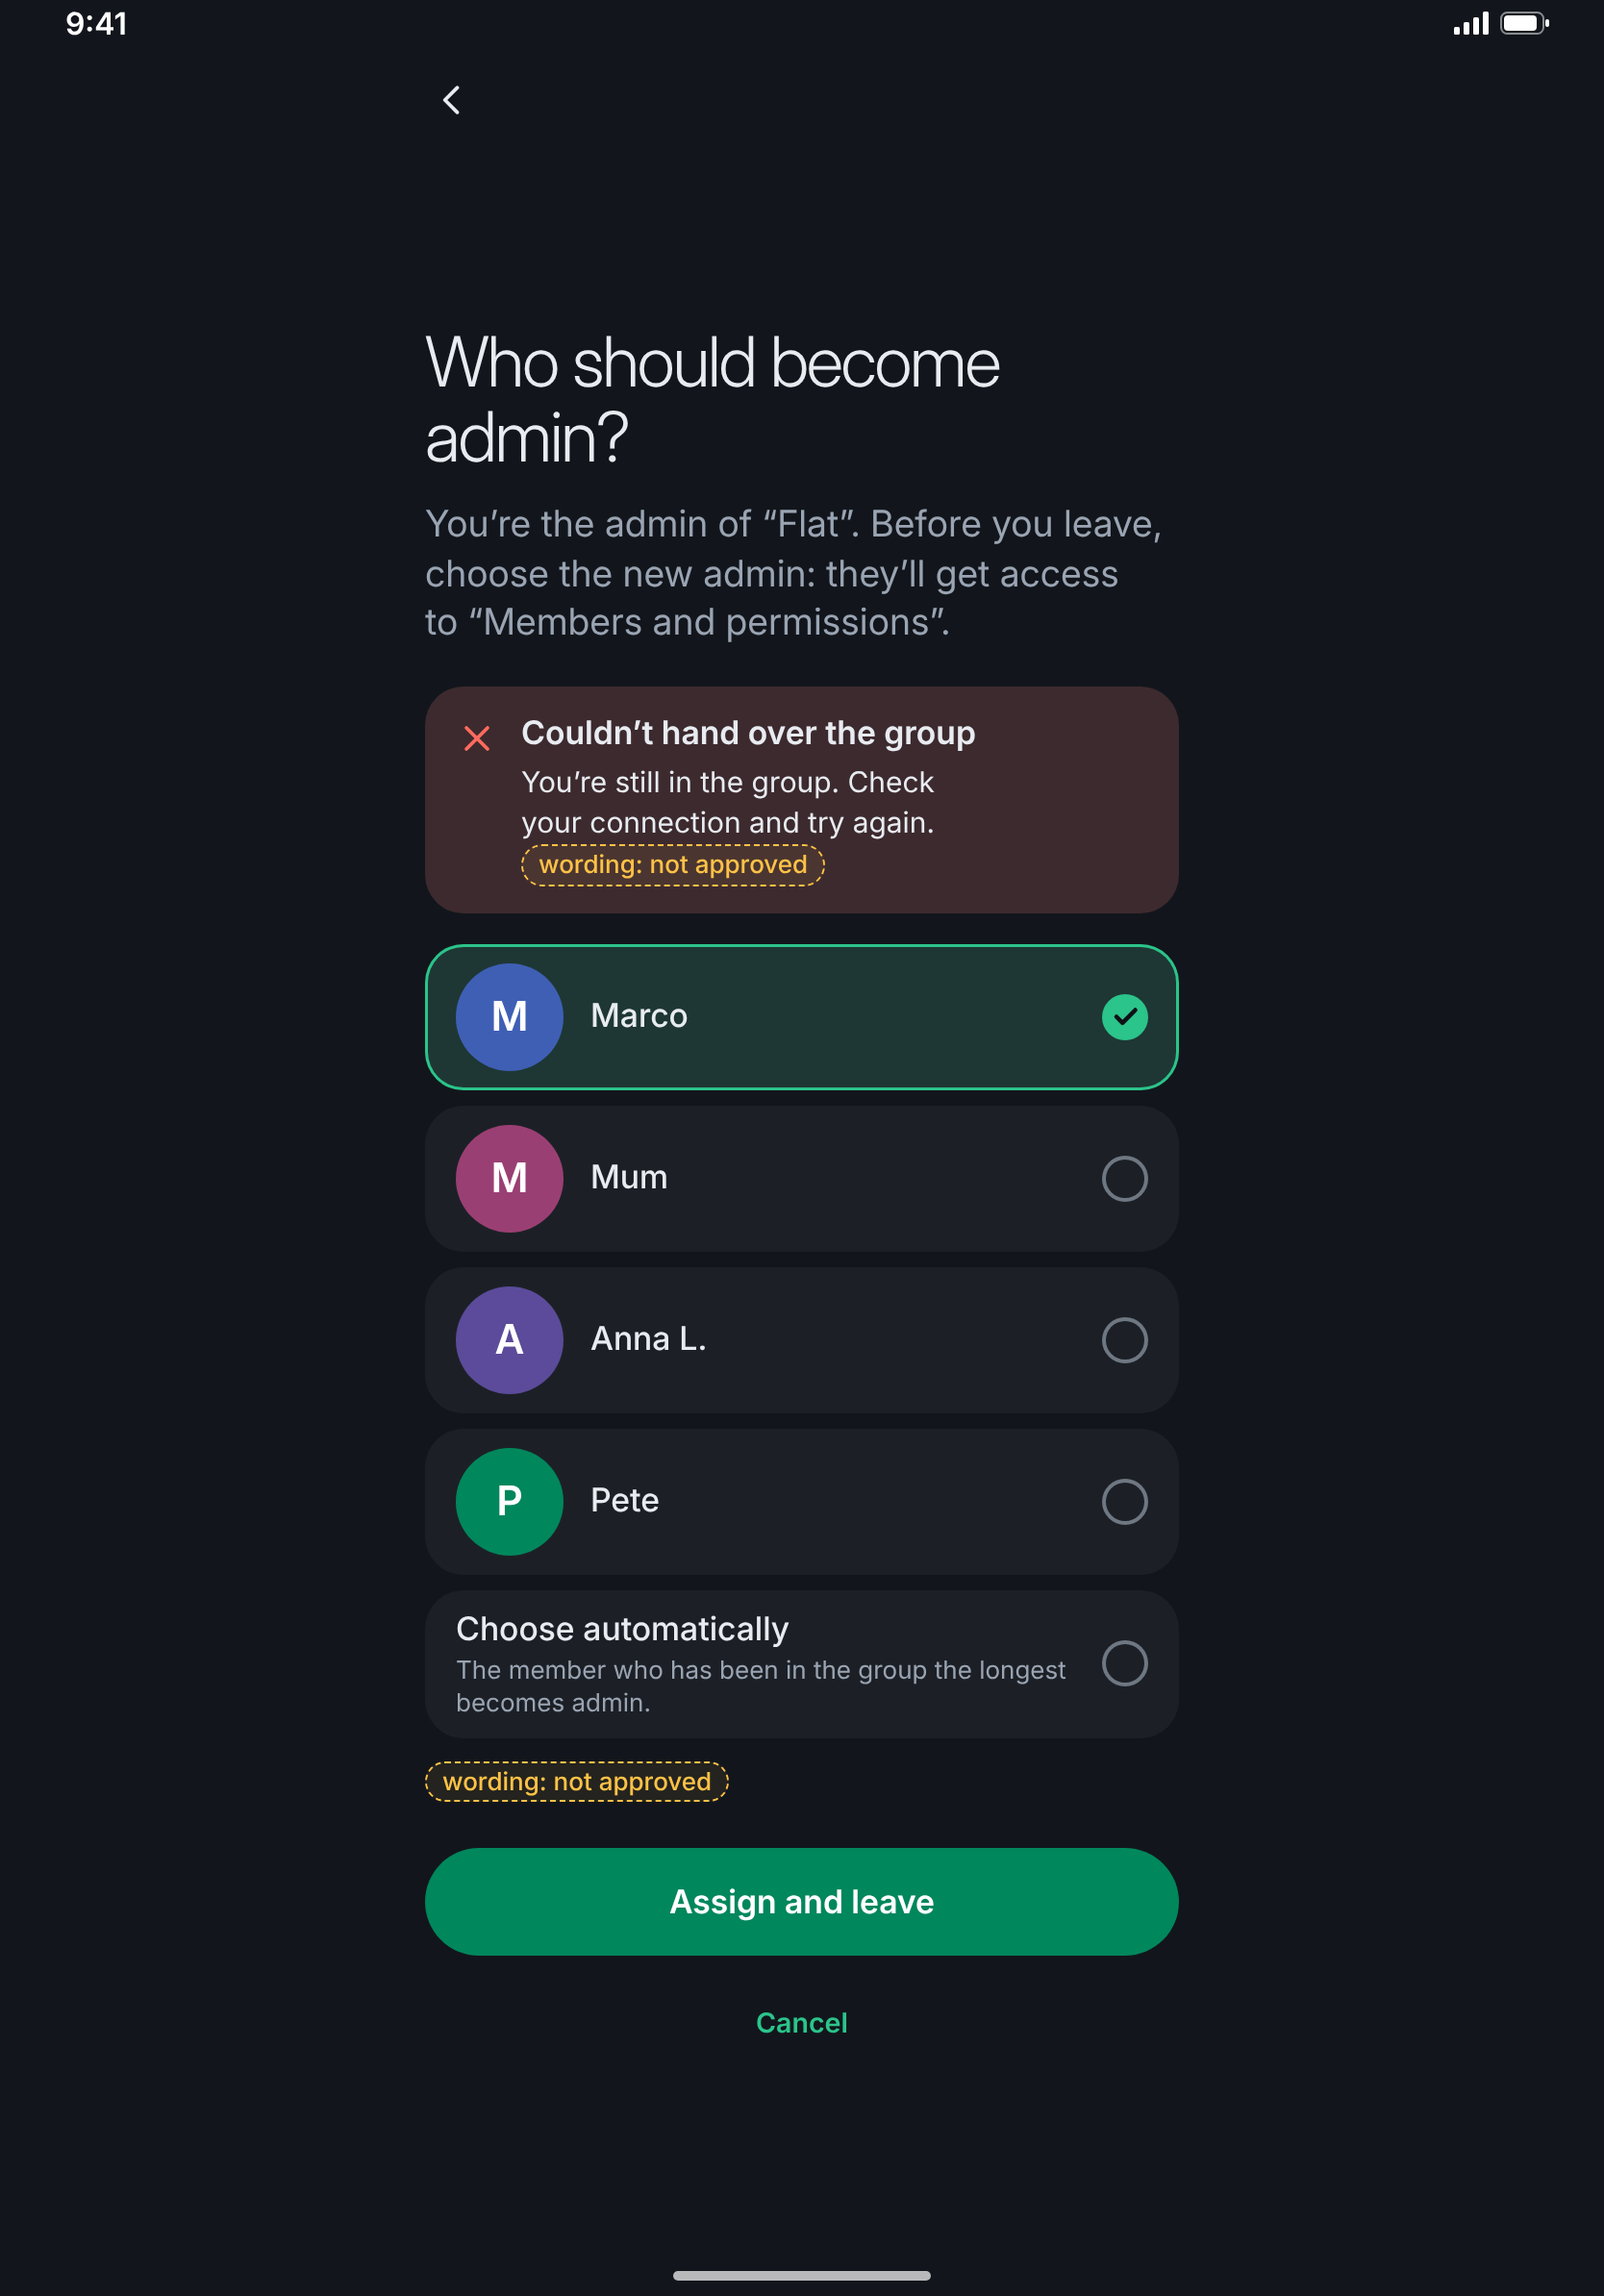 9:41
Who should become
admin?
You’re the admin of “Flat”. Before you leave,
choose the new admin: they’ll get access
to “Members and permissions”.
Couldn’t hand over the group
You’re still in the group. Check
your connection and try again.
wording: not approved
M
Marco
M
Mum
A
Anna L.
P
Pete
Choose automatically
The member who has been in the group the longest
becomes admin.
wording: not approved
Assign and leave
Cancel